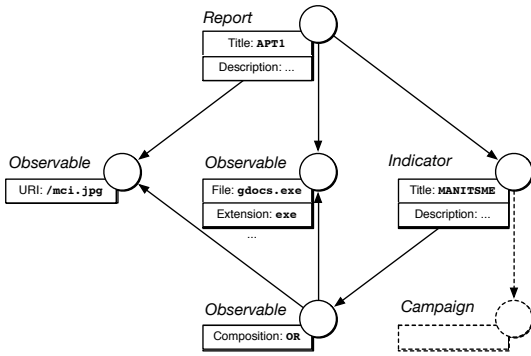 Report
Title: APT1
Description: ...
Observable
URI: /mci.jpg
Observable
File: gdocs.exe
Extension: exe
...
Indicator
Title: MANITSME
Description: ...
Observable
Composition: OR
Campaign